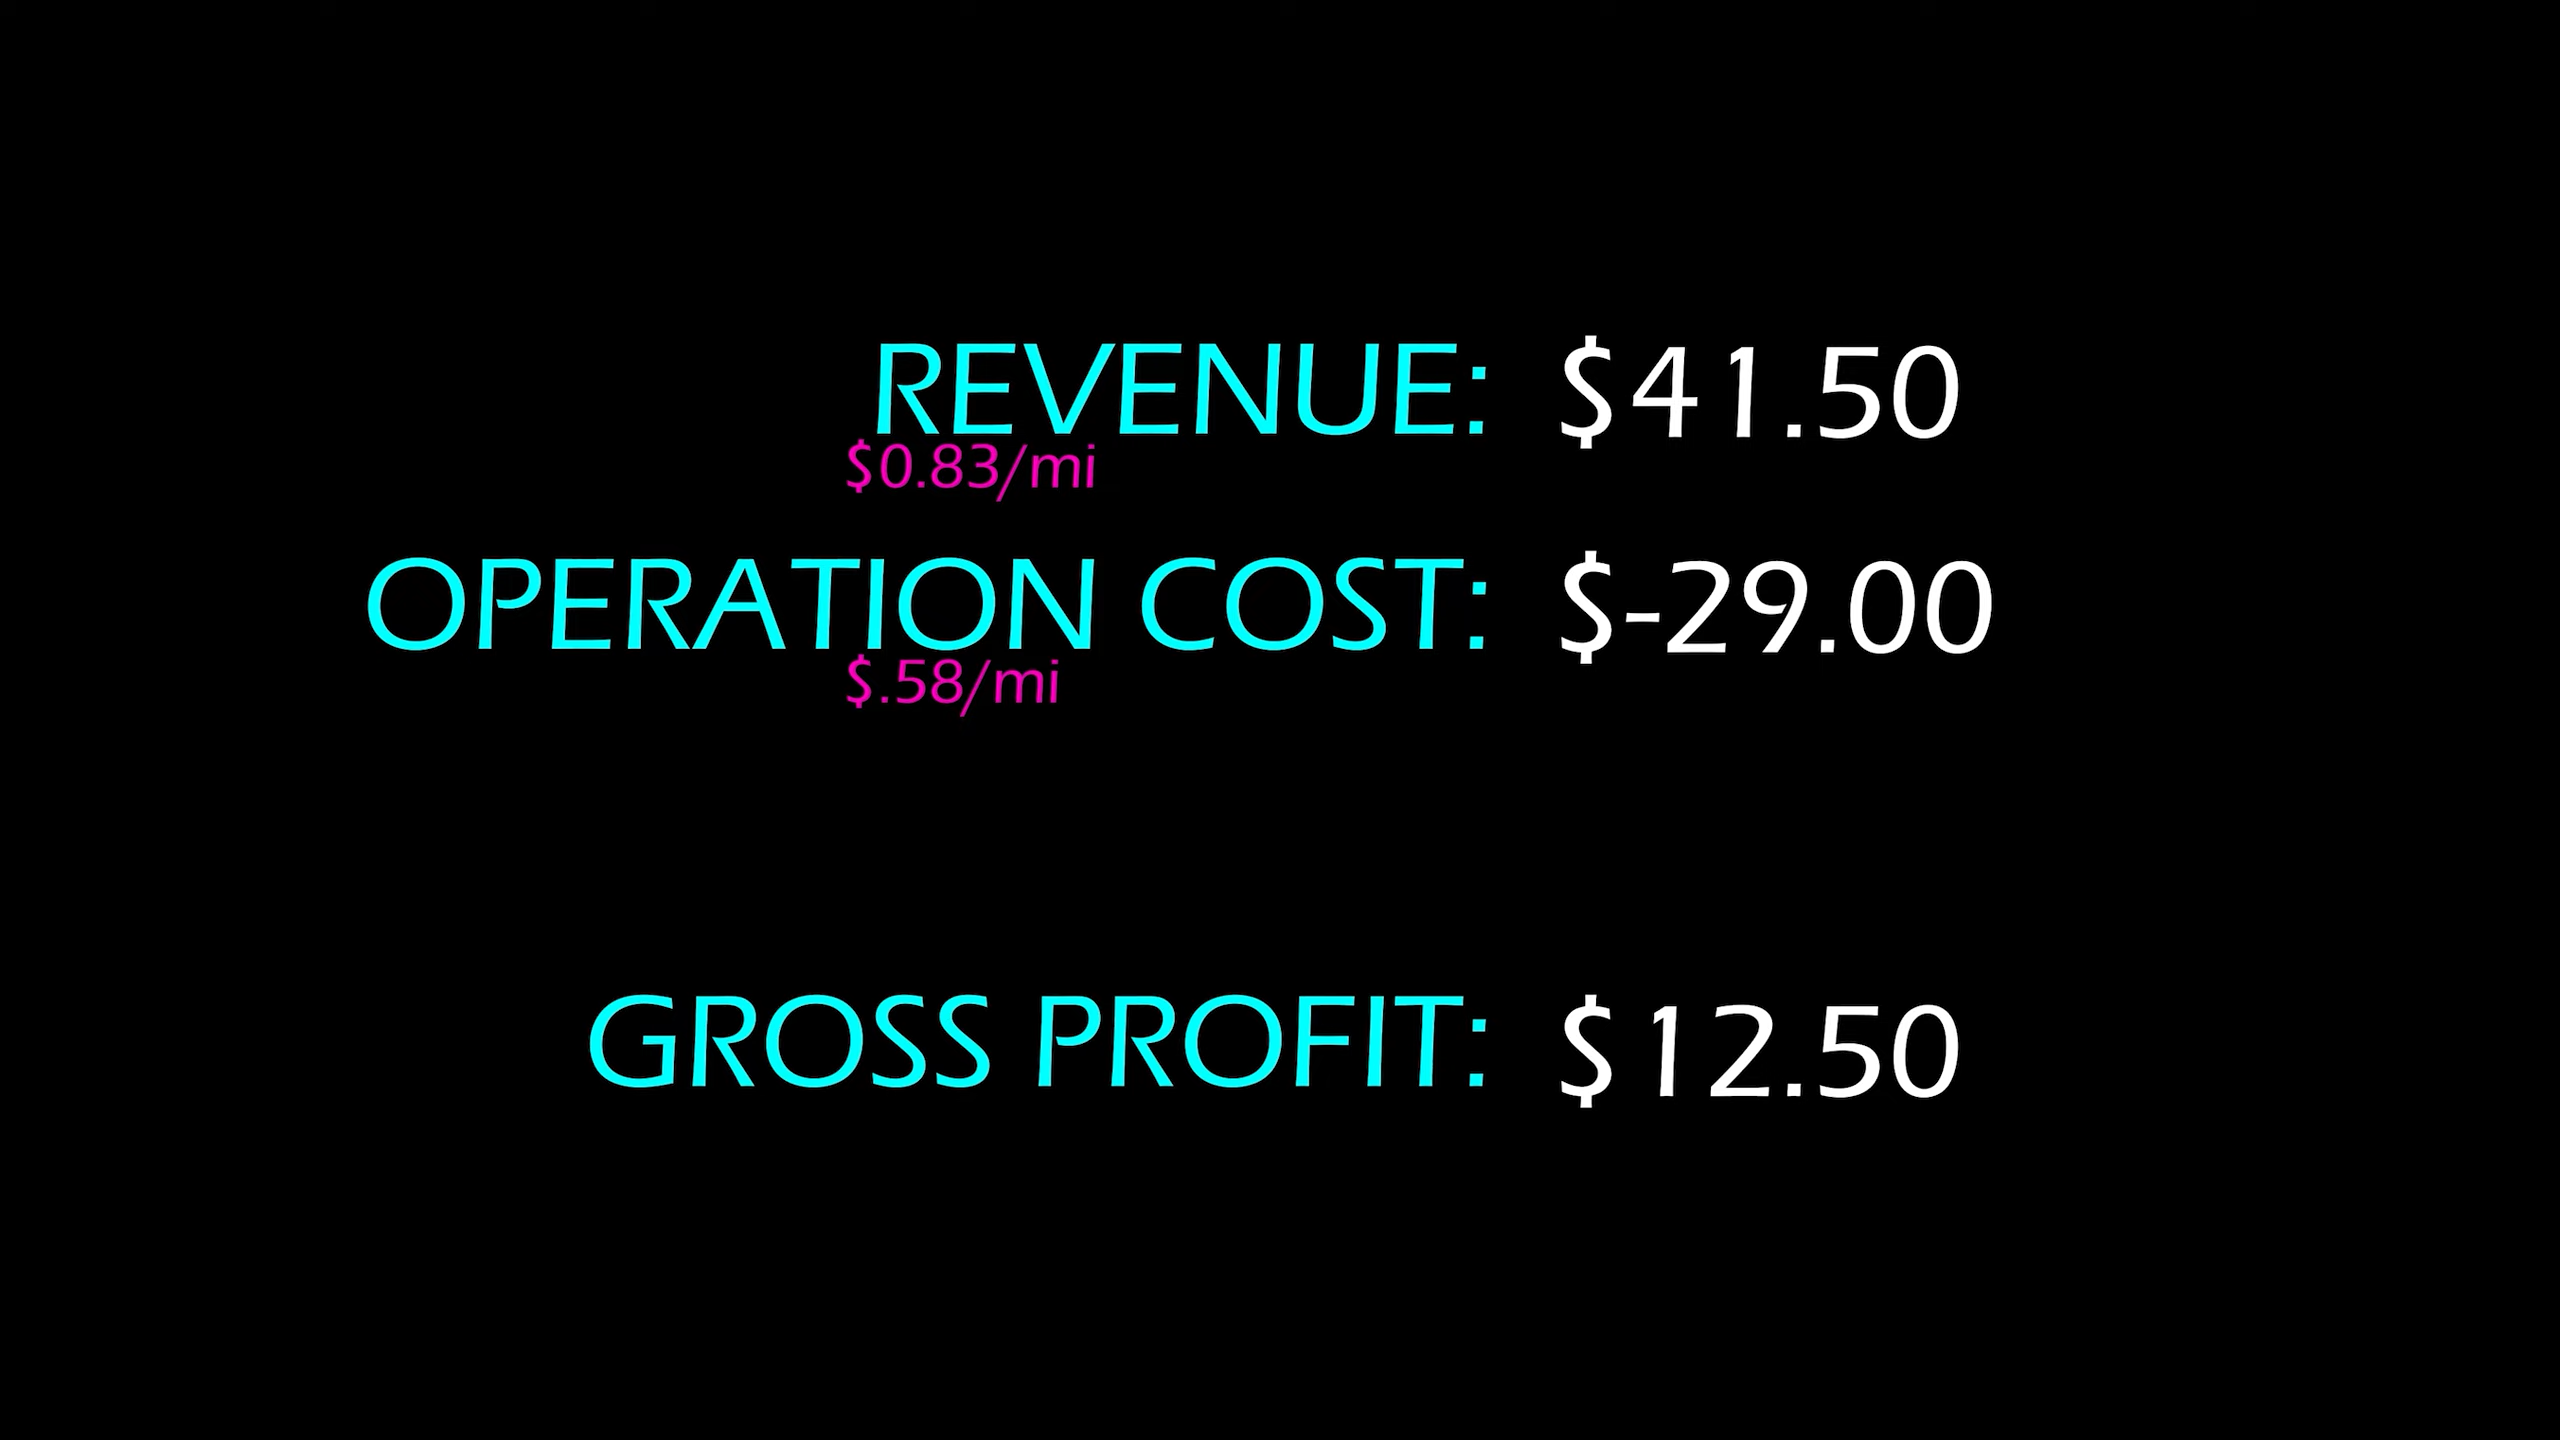 REVENUE: $41.50
$0.83/mi
OPERATION COST: $-29.00
$.58/mi
GROSS PROFIT: $12.50